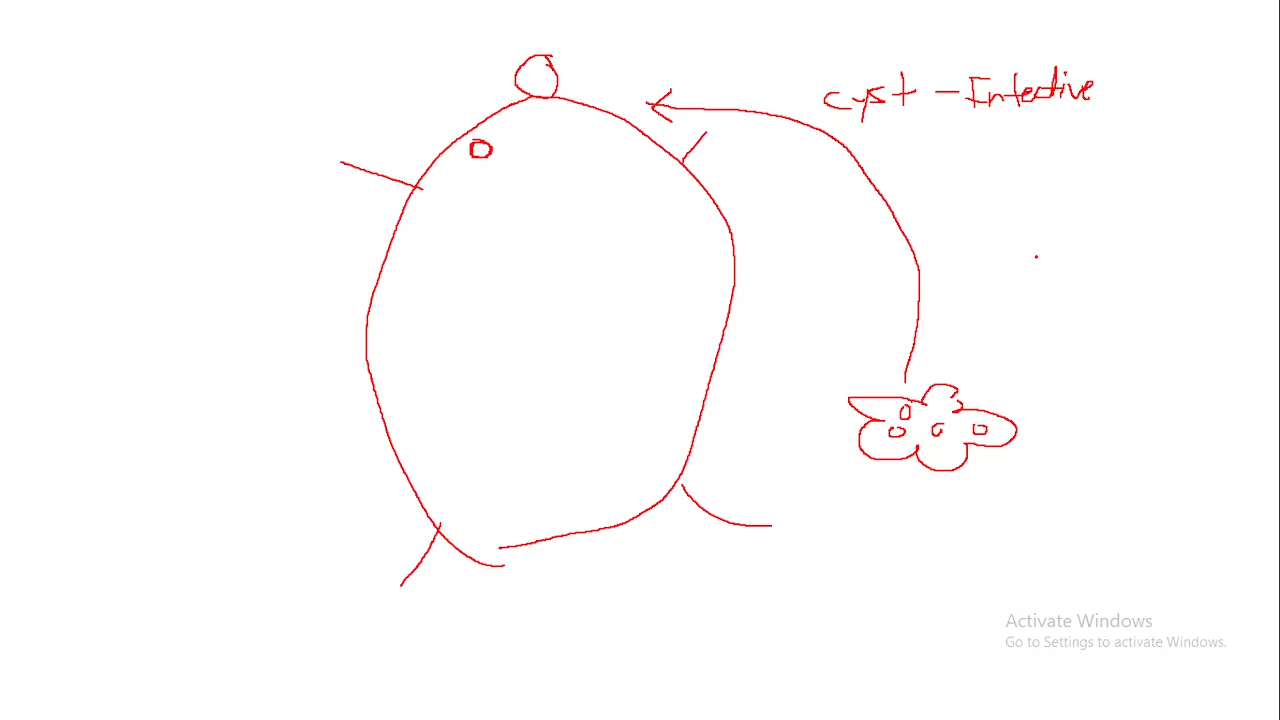 cyst - Infective
Activate Windows
Go to Settings to activate Windows.